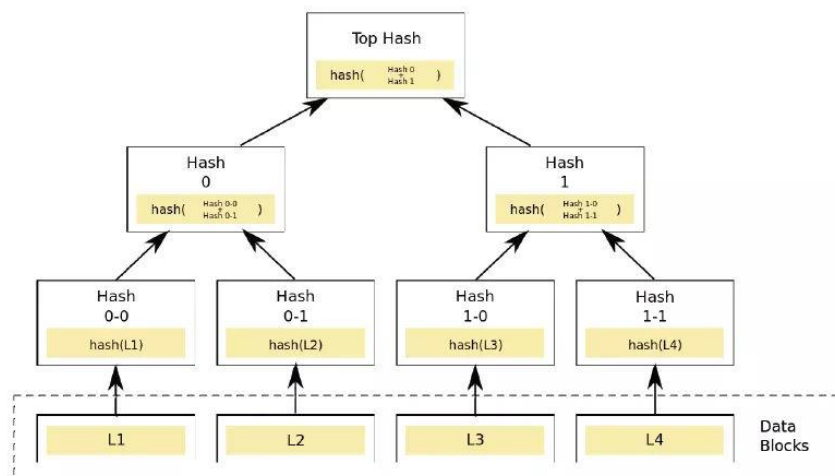 Top Hash
hash( Hash 0 + Hash 1 )
Hash
0
hash( Hash 0-0 + Hash 0-1 )
Hash
1
hash( Hash 1-0 + Hash 1-1 )
Hash
0-0
hash(L1)
Hash
0-1
hash(L2)
Hash
1-0
hash(L3)
Hash
1-1
hash(L4)
L1
L2
L3
L4
Data
Blocks